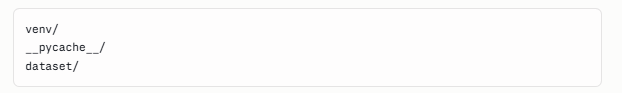 venv/
__pycache__/
dataset/